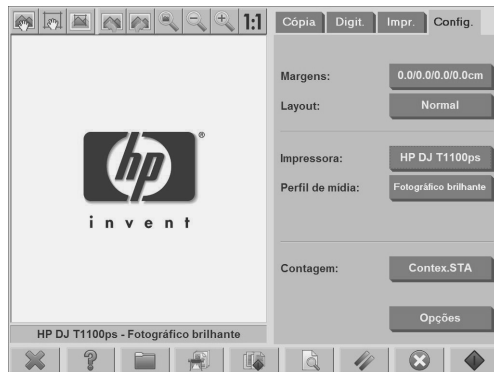 1:1
Cópia Digit. Impr. Config.
Margens: 0.0/0.0/0.0/0.0cm
Layout: Normal
hp ®
invent
Impressora: HP DJ T1100ps
Perfil de mídia: Fotográfico brilhante
Contagem: Contex.STA
Opções
HP DJ T1100ps - Fotográfico brilhante